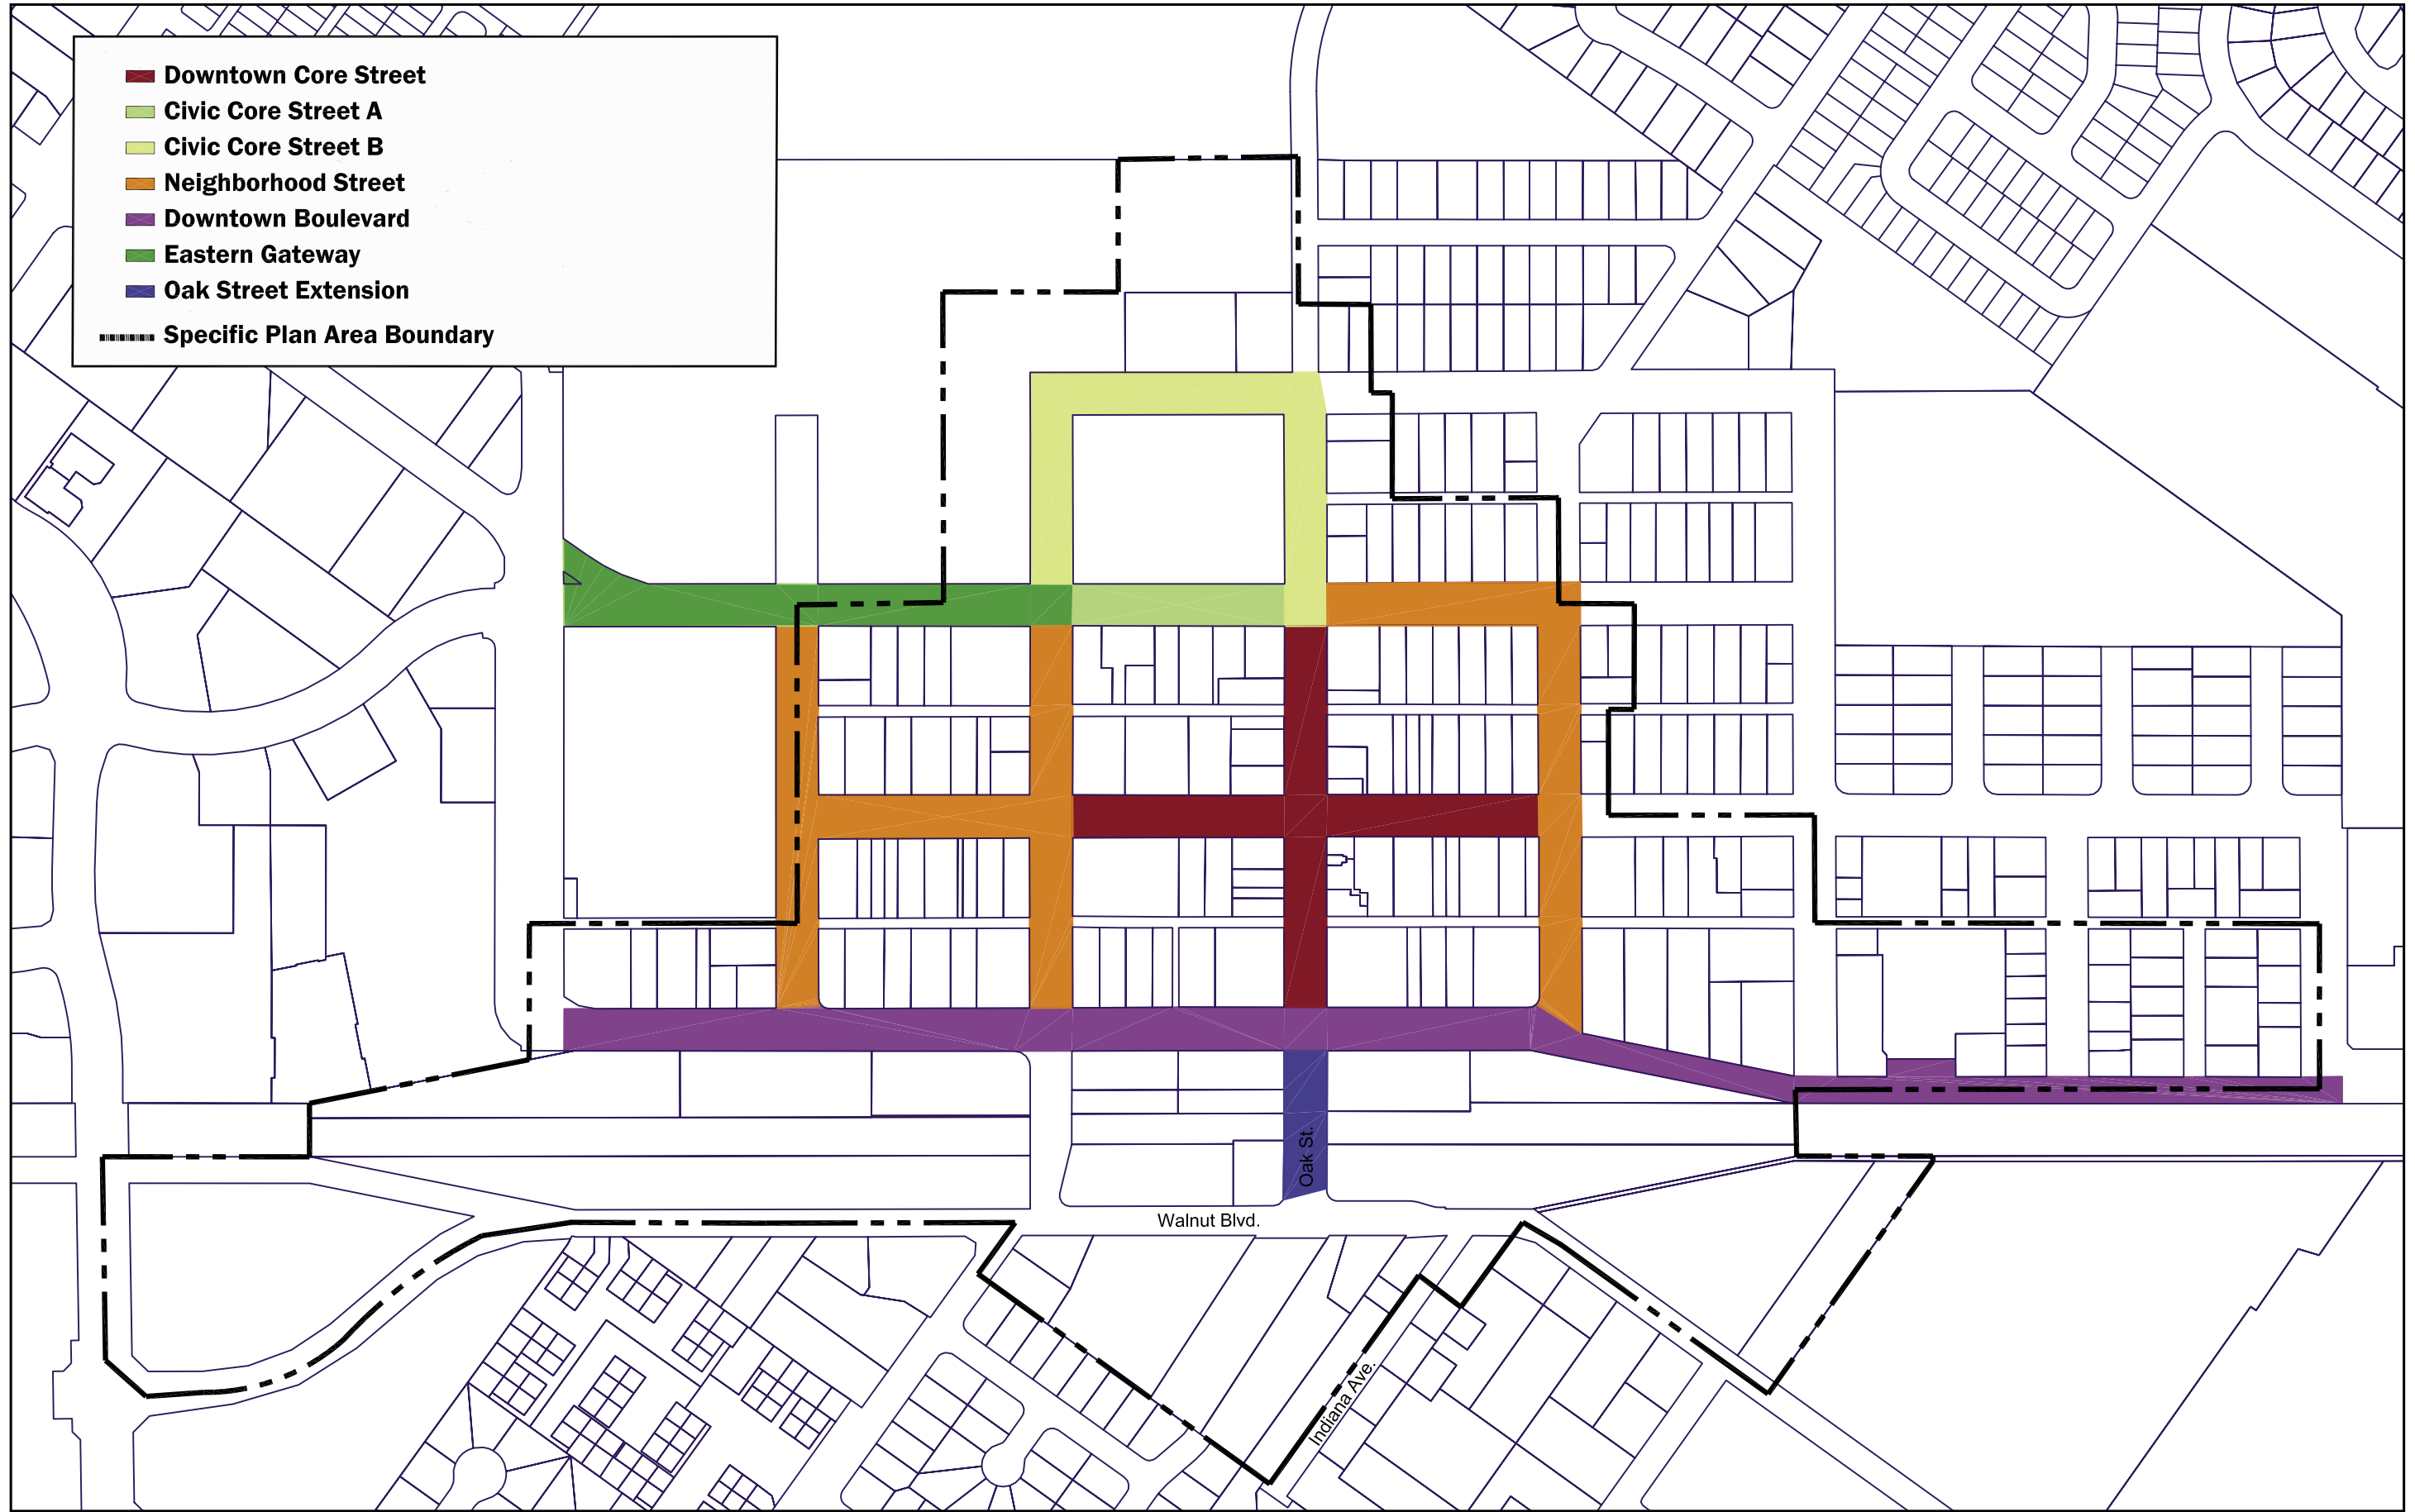 Downtown Core Street
Civic Core Street A
Civic Core Street B
Neighborhood Street
Downtown Boulevard
Eastern Gateway
Oak Street Extension
Specific Plan Area Boundary
Oak St.
Walnut Blvd.
Indiana Ave.